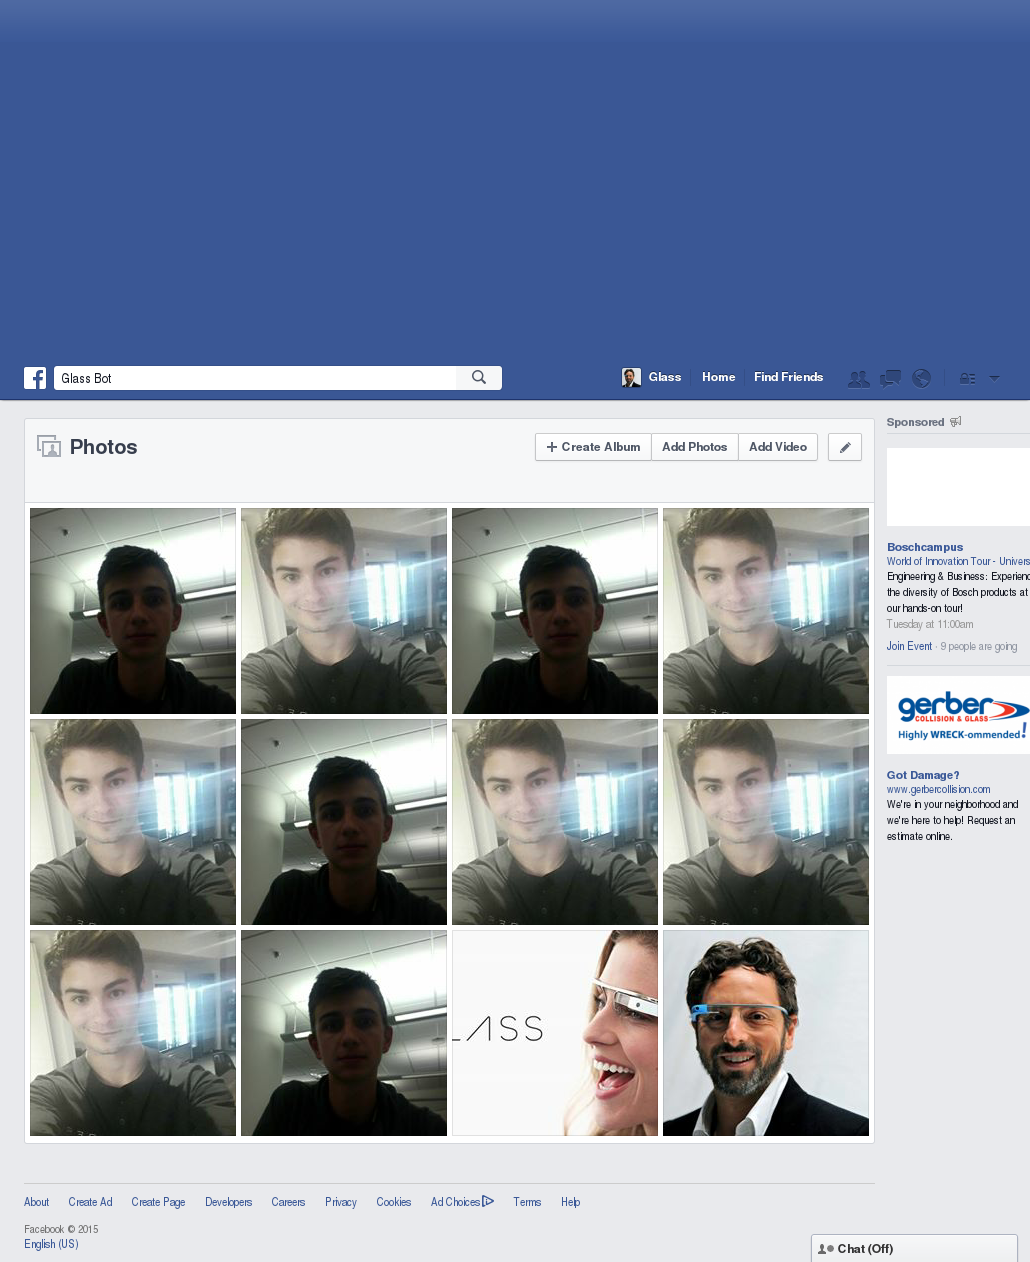 Glass Bot
Glass
Home
Find Friends
Photos
Create Album
Add Photos
Add Video
Sponsored
Boschcampus
World of Innovation Tour - Univers
Engineering & Business: Experienc
the diversity of Bosch products at
our hands-on tour!
Tuesday at 11:00am
Join Event · 9 people are going
gerber
COLLISION & GLASS
Highly WRECK-ommended!
Got Damage?
www.gerbercollision.com
We're in your neighborhood and
we're here to help! Request an
estimate online.
LASS
About
Create Ad
Create Page
Developers
Careers
Privacy
Cookies
Ad Choices
Terms
Help
Facebook © 2015
English (US)
Chat (Off)